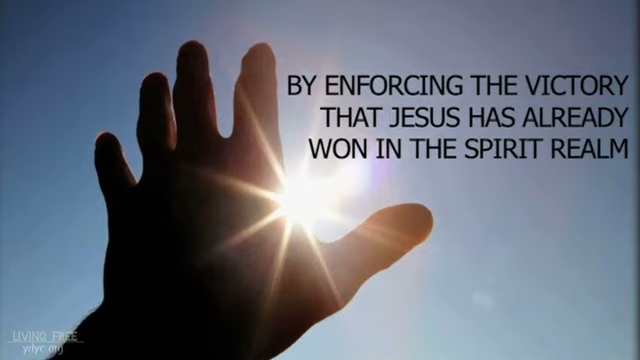 BY ENFORCING THE VICTORY
THAT JESUS HAS ALREADY
WON IN THE SPIRIT REALM
LIVING FREE
ydyc.org